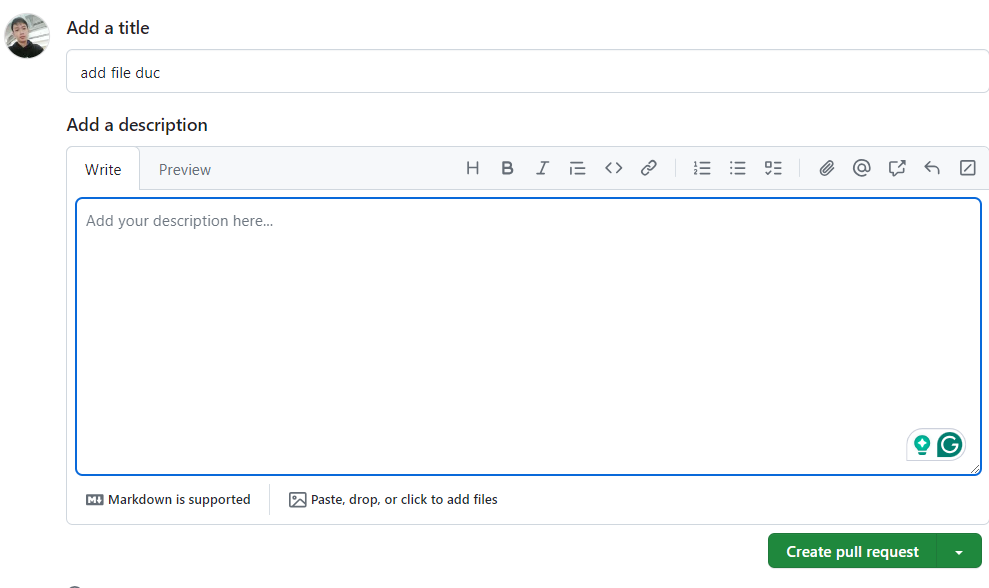 Add a title
add file duc
Add a description
Write Preview
Add your description here...
Markdown is supported Paste, drop, or click to add files
Create pull request